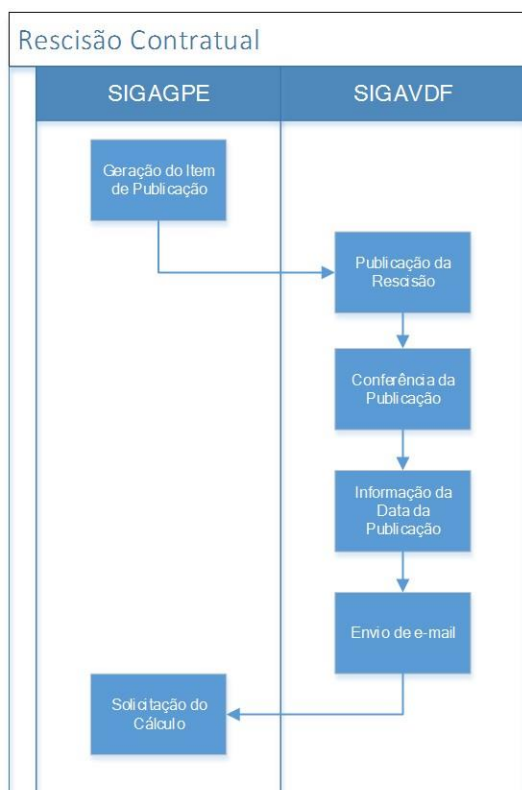 Rescisão Contratual
SIGAGPE
SIGAVDF
Geração do Item
de Publicação
Publicação da
Rescisão
Conferência da
Publicação
Informação da
Data da
Publicação
Envio de e-mail
Solicitação do
Cálculo